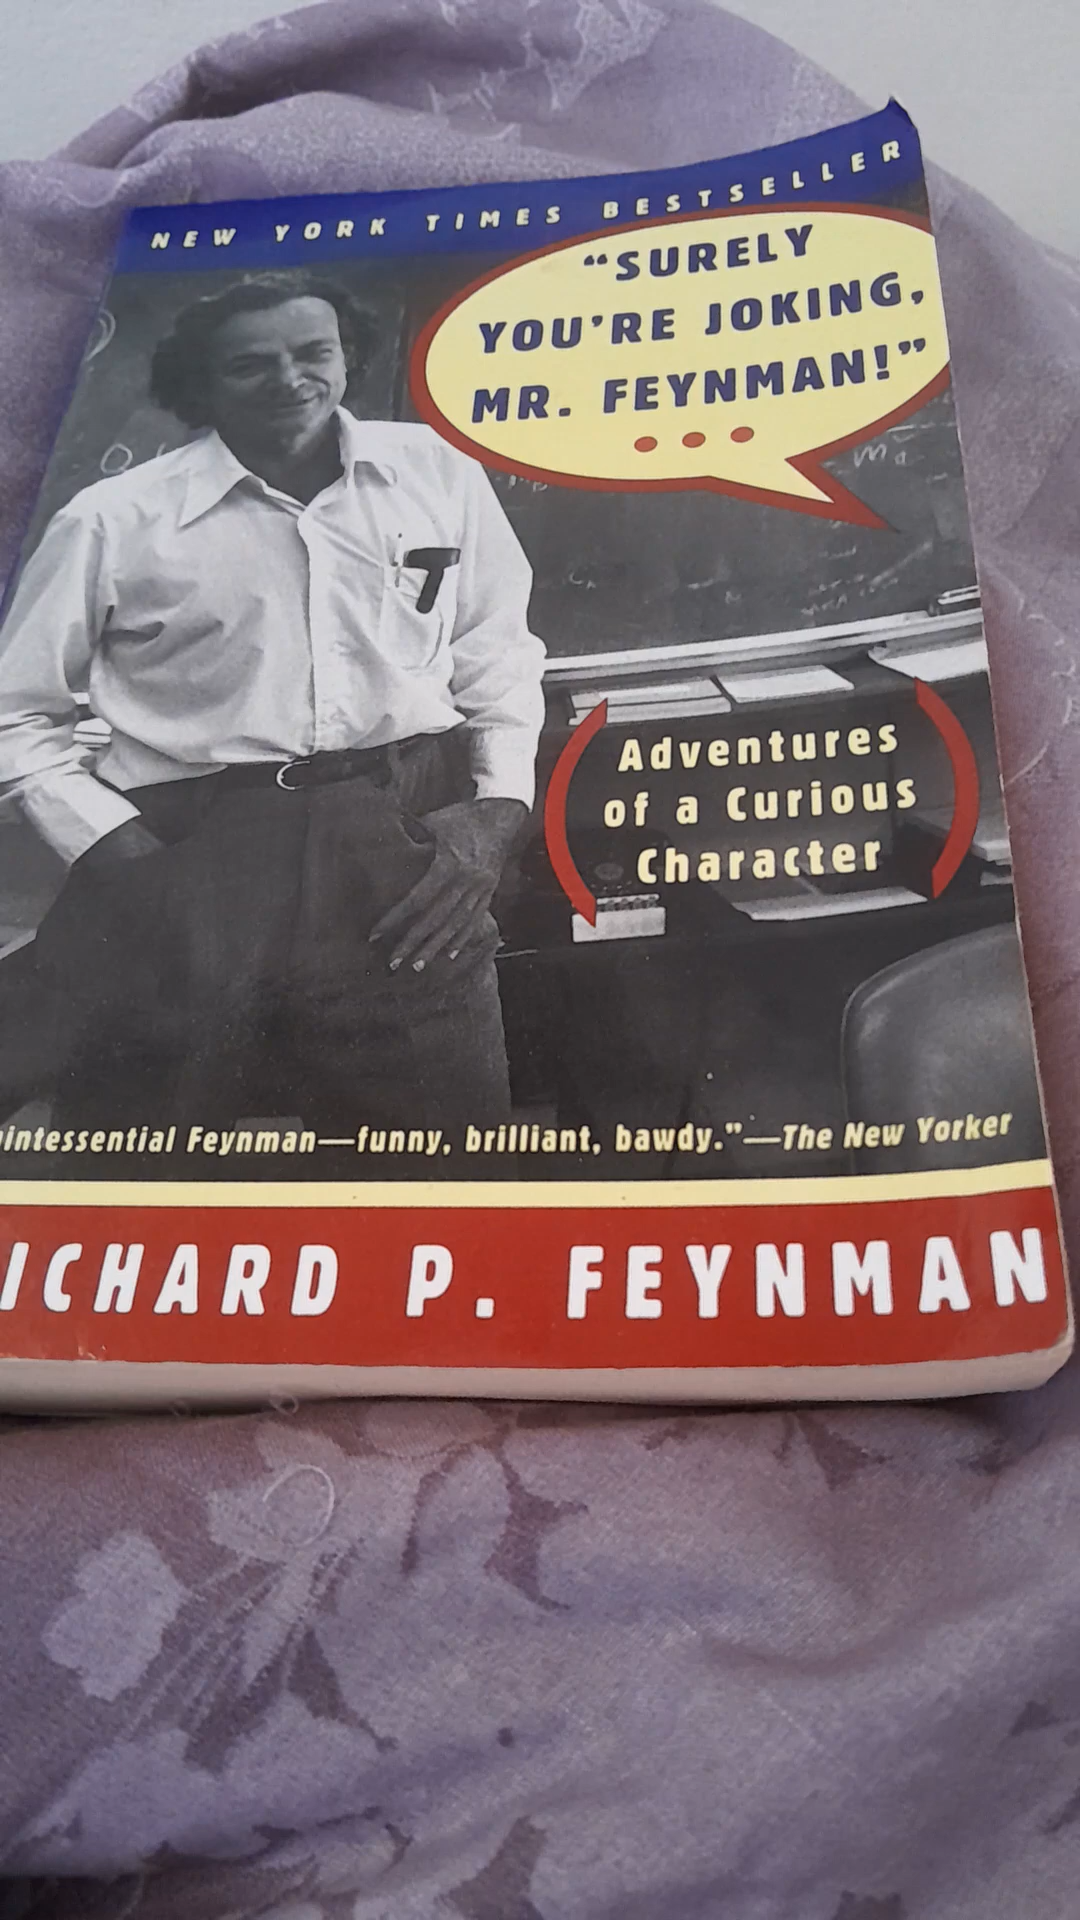 NEW YORK TIMES BESTSELLER
“SURELY
YOU’RE JOKING,
MR. FEYNMAN!”
Adventures
of a Curious
Character
intessential Feynman—funny, brilliant, bawdy.”—The New Yorker
ICHARD P. FEYNMAN